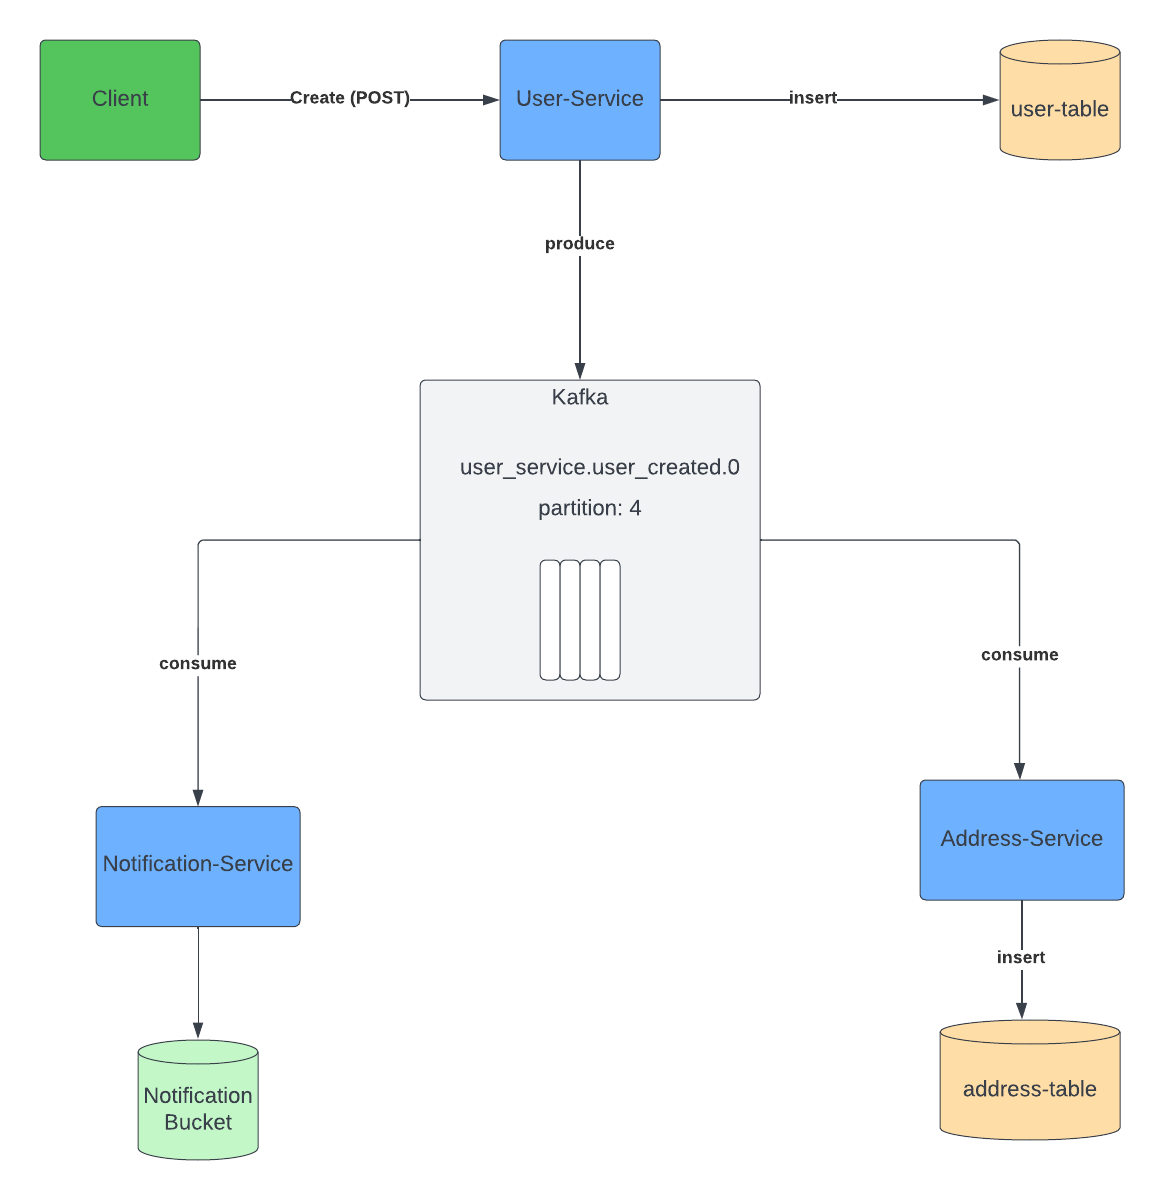 Client
Create (POST)
User-Service
insert
user-table
produce
Kafka
user_service.user_created.0
partition: 4
consume
consume
Notification-Service
Address-Service
insert
Notification
Bucket
address-table